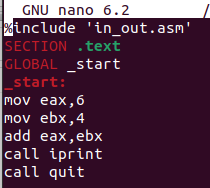 GNU nano 6.2 /
%include 'in_out.asm'
SECTION .text
GLOBAL _start
_start:
mov eax,6
mov ebx,4
add eax,ebx
call iprint
call quit